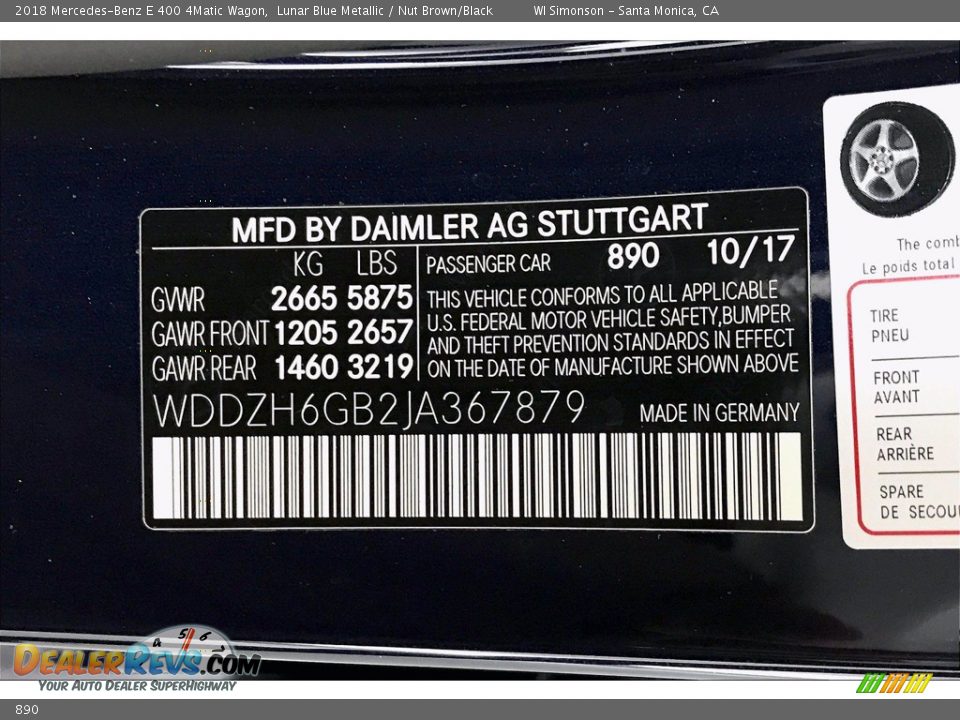 2018 Mercedes-Benz E 400 4Matic Wagon, Lunar Blue Metallic / Nut Brown/Black WI Simonson - Santa Monica, CA
MFD BY DAIMLER AG STUTTGART
KG LBS
GVWR 2665 5875
GAWR FRONT 1205 2657
GAWR REAR 1460 3219
PASSENGER CAR 890 10/17
THIS VEHICLE CONFORMS TO ALL APPLICABLE
U.S. FEDERAL MOTOR VEHICLE SAFETY,BUMPER
AND THEFT PREVENTION STANDARDS IN EFFECT
ON THE DATE OF MANUFACTURE SHOWN ABOVE
WDDZH6GB2JA367879 MADE IN GERMANY
The comb
Le poids total
TIRE
PNEU
FRONT
AVANT
REAR
ARRIÈRE
SPARE
DE SECOU
4 5 6
DEALERREVS.COM
YOUR AUTO DEALER SUPERHIGHWAY
890